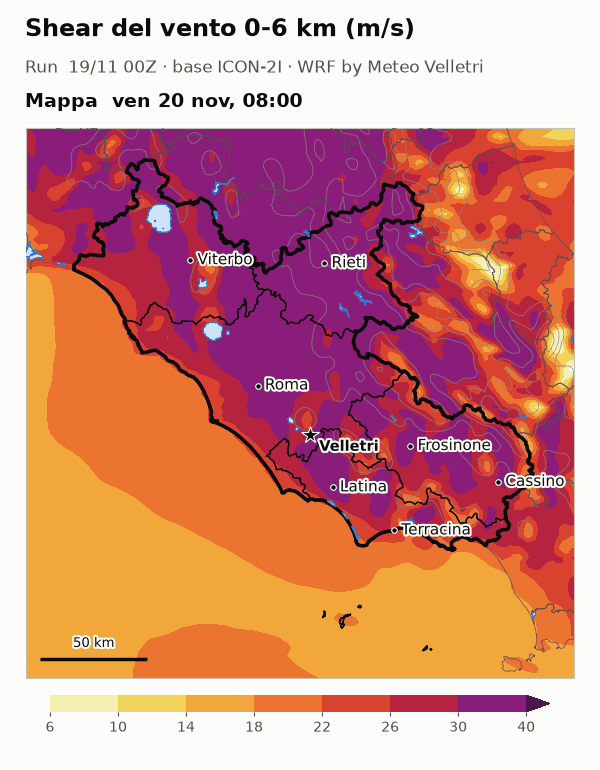 Shear del vento 0-6 km (m/s)
Run  19/11 00Z · base ICON-2I · WRF by Meteo Velletri
Mappa  ven 20 nov, 08:00
Viterbo
Rieti
Roma
Velletri
Frosinone
Cassino
Latina
Terracina
50 km
6 10 14 18 22 26 30 40